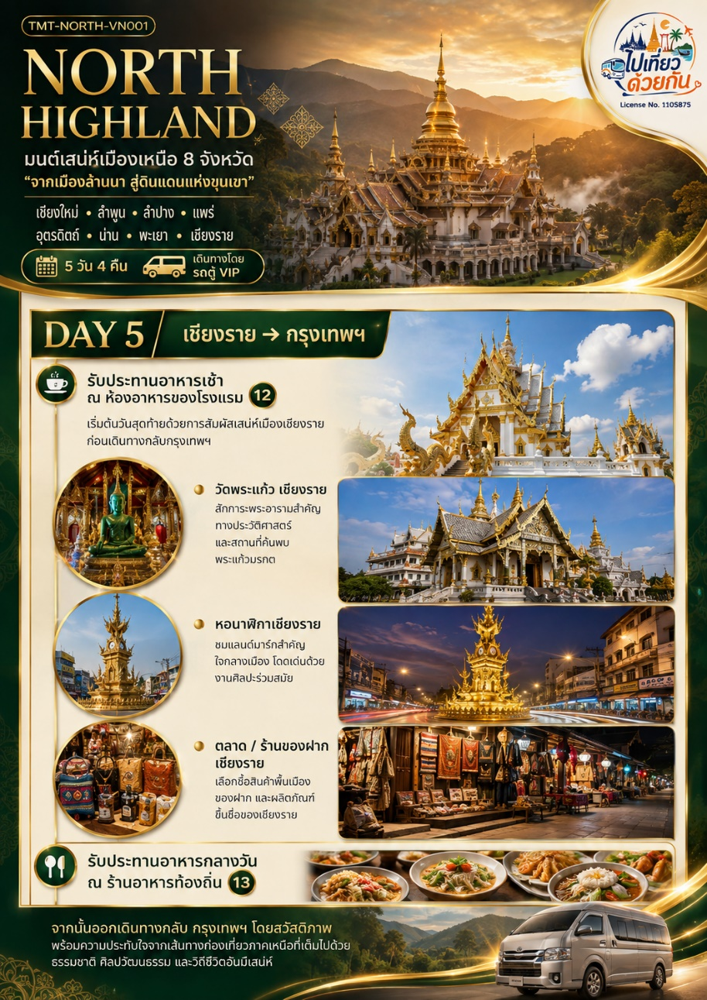 TMT-NORTH-VN001
NORTH
HIGHLAND
มนต์เสน่ห์เมืองเหนือ 8 จังหวัด
“จากเมืองล้านนา สู่ดินแดนแห่งขุนเขา”
เชียงใหม่ • ลำพูน • ลำปาง • แพร่
อุตรดิตถ์ • น่าน • พะเยา • เชียงราย
5 วัน 4 คืน
เดินทางโดย
รถตู้ VIP
ไปเที่ยว
ด้วยกัน
License No. 1105875
DAY 5
เชียงราย → กรุงเทพฯ
รับประทานอาหารเช้า
ณ ห้องอาหารของโรงแรม 12
เริ่มต้นวันสุดท้ายด้วยการสัมผัสเสน่ห์เมืองเชียงราย
ก่อนเดินทางกลับกรุงเทพฯ
วัดพระแก้ว เชียงราย
สักการะพระอารามสำคัญ
ทางประวัติศาสตร์
และสถานที่ค้นพบ
พระแก้วมรกต
หอนาฬิกาเชียงราย
ชมแลนด์มาร์กสำคัญ
ใจกลางเมือง โดดเด่นด้วย
งานศิลปะร่วมสมัย
ตลาด / ร้านของฝาก
เชียงราย
เลือกซื้อสินค้าพื้นเมือง
ของฝาก และผลิตภัณฑ์
ขึ้นชื่อของเชียงราย
รับประทานอาหารกลางวัน
ณ ร้านอาหารท้องถิ่น 13
จากนั้นออกเดินทางกลับ กรุงเทพฯ โดยสวัสดิภาพ
พร้อมความประทับใจจากเส้นทางท่องเที่ยวภาคเหนือที่เต็มไปด้วย
ธรรมชาติ ศิลปวัฒนธรรม และวิถีชีวิตอันมีเสน่ห์